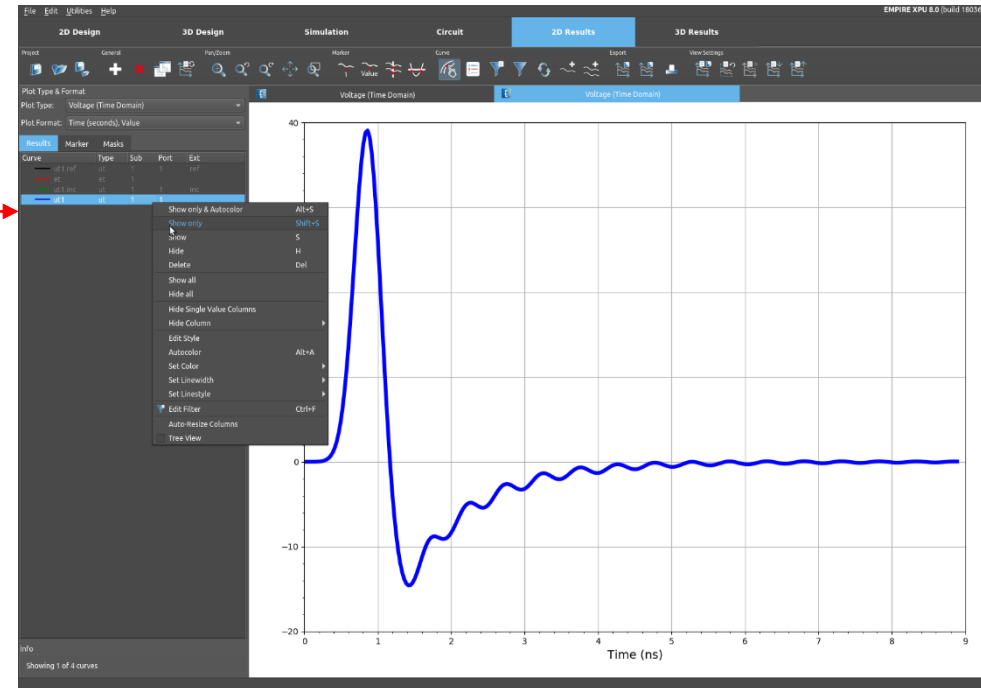 File Edit Utilities Help
EMPIRE XPU 8.0 (build 18036
2D Design 3D Design Simulation Circuit 2D Results 3D Results
Project General Pan/Zoom Marker Curve Export View Settings
Value
Plot Type & Format
Plot Type: Voltage (Time Domain)
Plot Format: Time (seconds), Value
Voltage (Time Domain) Voltage (Time Domain)
Results Marker Masks
Curve Type Sub Port Ext
ut1.ref ut 1 1 ref
et et 1
ut1.inc ut 1 1 inc
ut1 ut 1 1
Show only & Autocolor Alt+S
Show only Shift+S
Show S
Hide H
Delete Del
Show all
Hide all
Hide Single Value Columns
Hide Column
Edit Style
Autocolor Alt+A
Set Color
Set Linewidth
Set Linestyle
Edit Filter Ctrl+F
Auto-Resize Columns
Tree View
40
0
−10
−20
0 1 2 3 4 5 6 7 8 9
Time (ns)
Info
Showing 1 of 4 curves